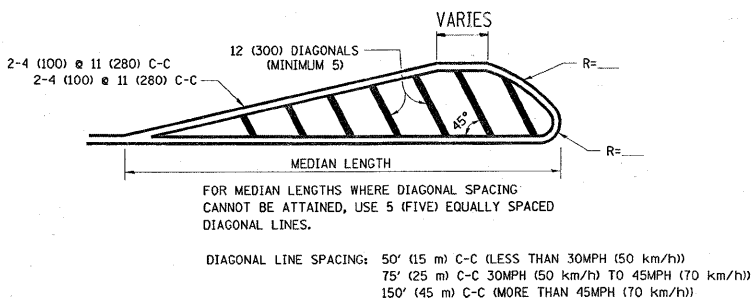 VARIES
12 (300) DIAGONALS
(MINIMUM 5)
2-4 (100) @ 11 (280) C-C
2-4 (100) @ 11 (280) C-C
R=___
45°
R=___
MEDIAN LENGTH
FOR MEDIAN LENGTHS WHERE DIAGONAL SPACING
CANNOT BE ATTAINED, USE 5 (FIVE) EQUALLY SPACED
DIAGONAL LINES.
DIAGONAL LINE SPACING: 50' (15 m) C-C (LESS THAN 30MPH (50 km/h))
75' (25 m) C-C 30MPH (50 km/h) TO 45MPH (70 km/h))
150' (45 m) C-C (MORE THAN 45MPH (70 km/h))